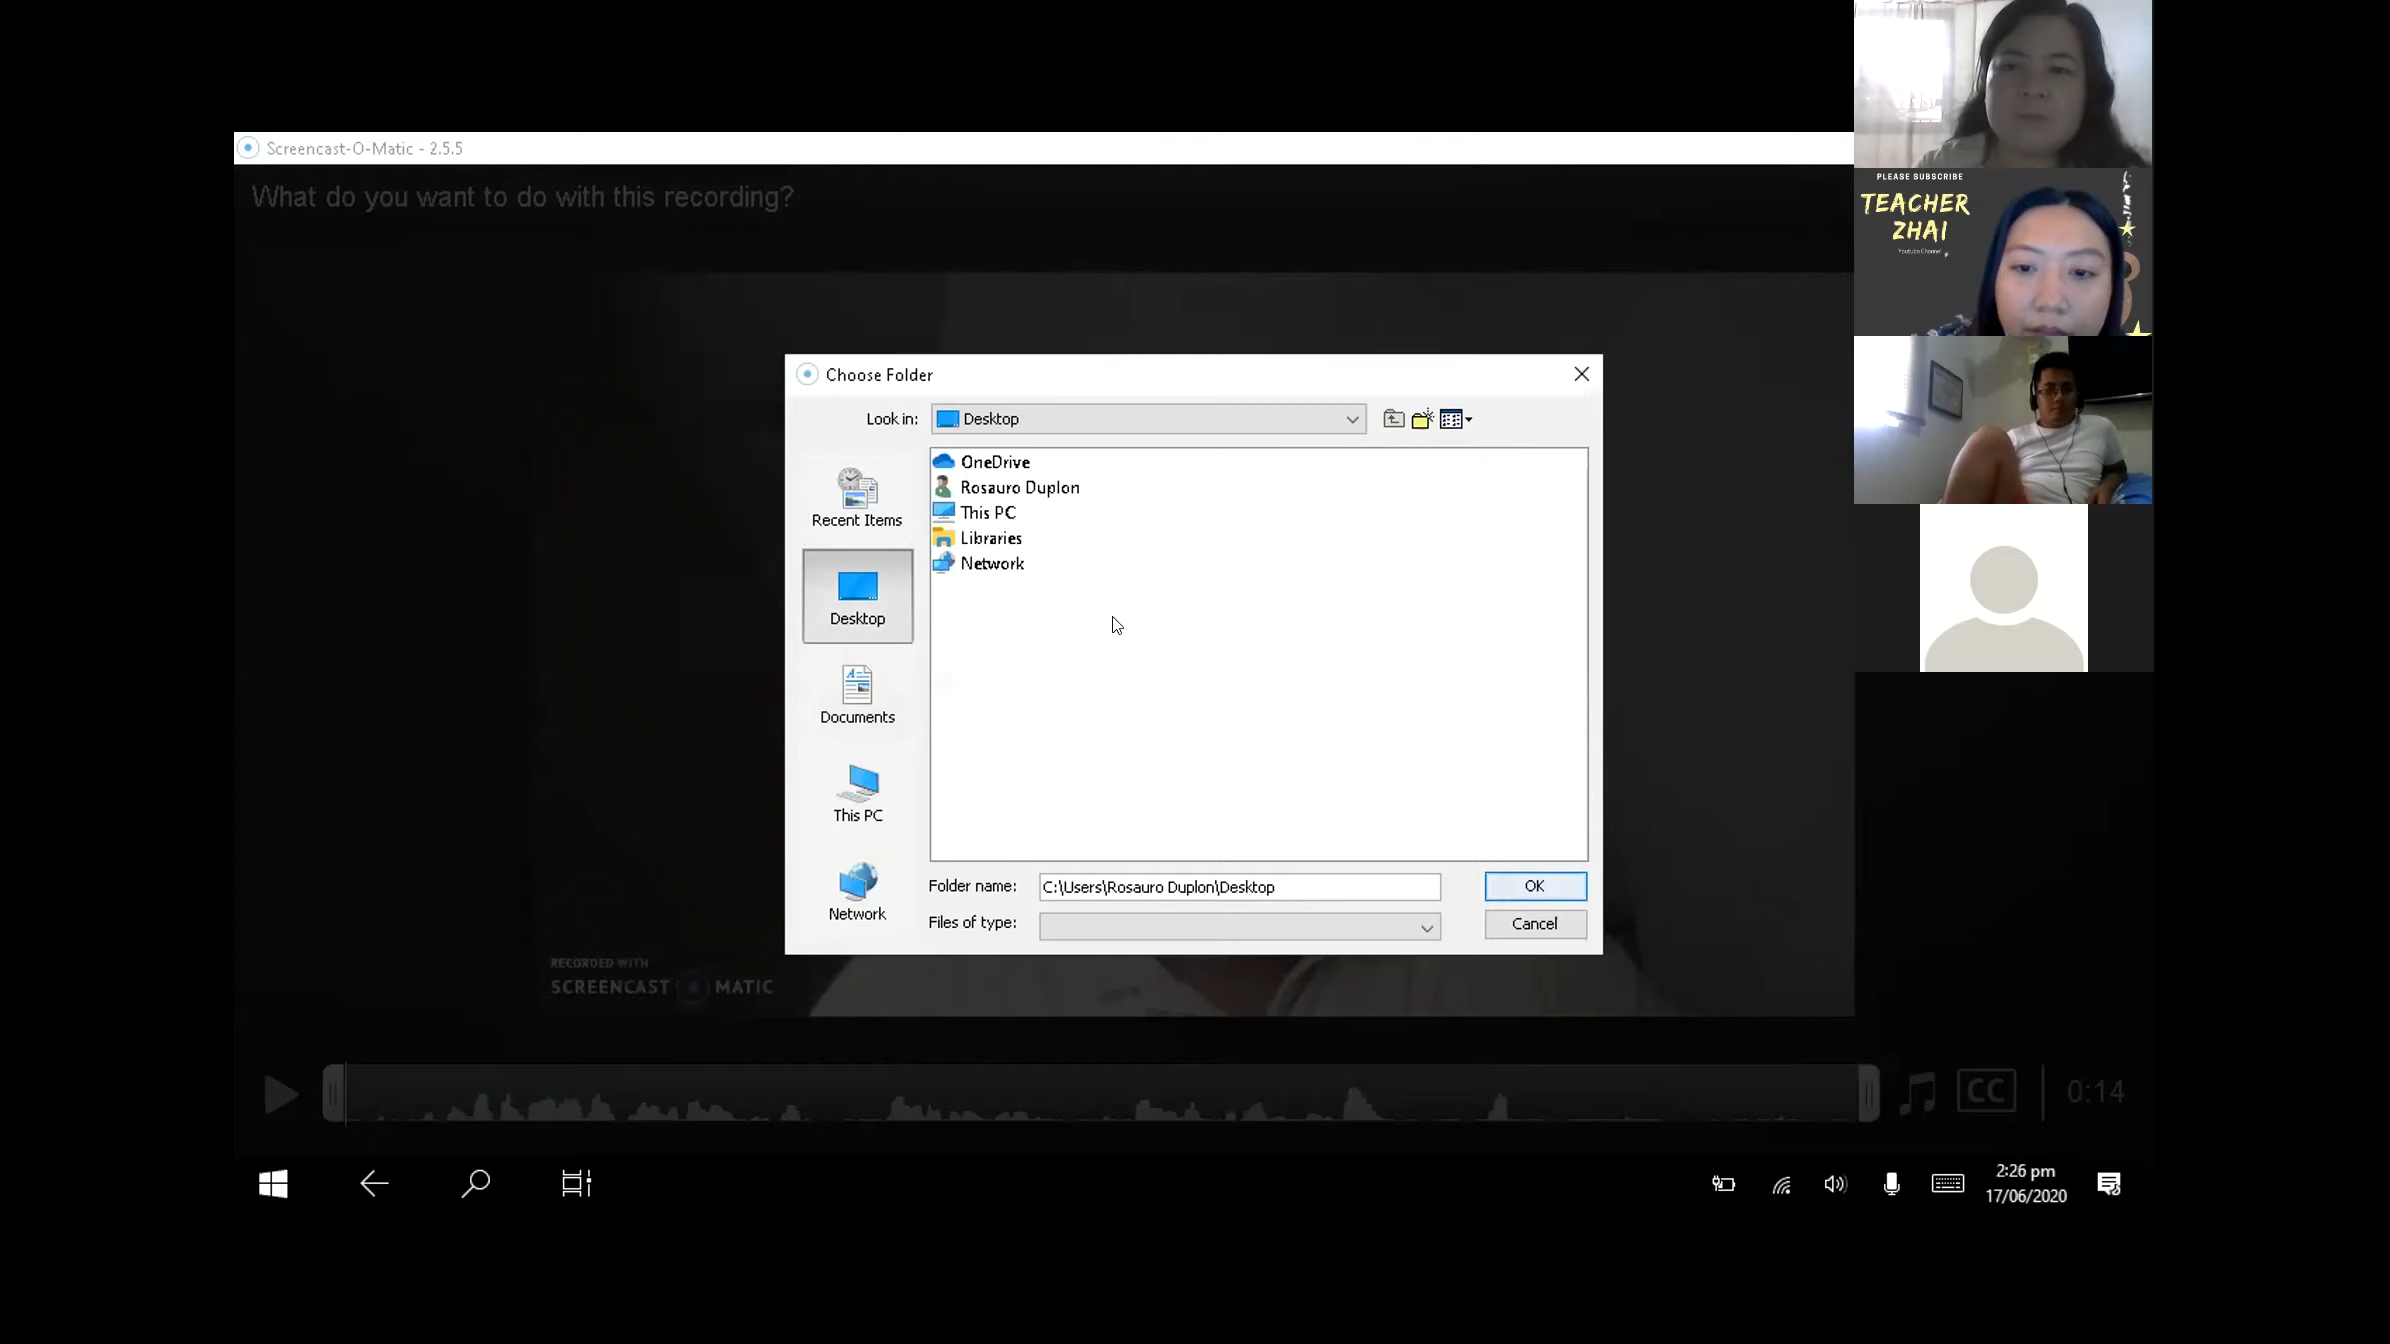 Screencast-O-Matic - 2.5.5
What do you want to do with this recording?
PLEASE SUBSCRIBE
TEACHER
ZHAI
Youtube Channel
Choose Folder
Look in:
Desktop
Recent Items
Desktop
Documents
This PC
Network
OneDrive
Rosauro Duplon
This PC
Libraries
Network
Folder name:
C:\Users\Rosauro Duplon\Desktop
OK
Files of type:
Cancel
RECORDED WITH
SCREENCAST MATIC
CC
0:14
2:26 pm
17/06/2020